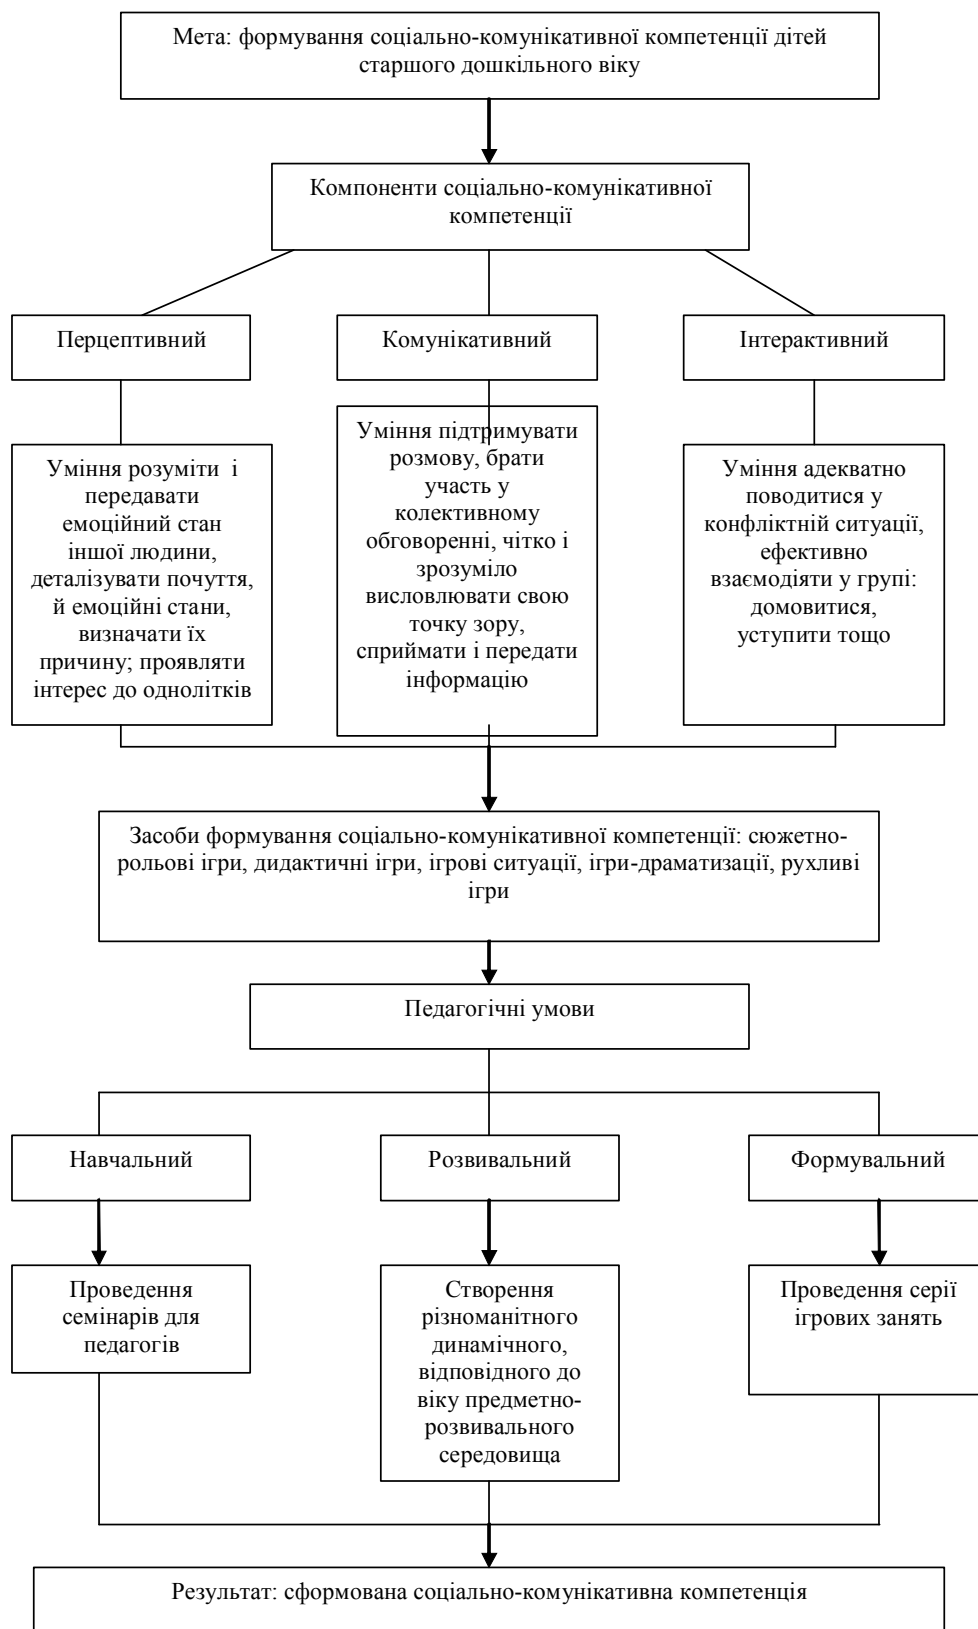 Мета: формування соціально-комунікативної компетенції дітей
старшого дошкільного віку
Компоненти соціально-комунікативної
компетенції
Перцептивний
Комунікативний
Інтерактивний
Уміння розуміти і
передавати
емоційний стан
іншої людини,
деталізувати почуття,
й емоційні стани,
визначати їх
причину; проявляти
інтерес до однолітків
Уміння підтримувати
розмову, брати
участь у
колективному
обговоренні, чітко і
зрозуміло
висловлювати свою
точку зору,
сприймати і передати
інформацію
Уміння адекватно
поводитися у
конфліктній ситуації,
ефективно
взаємодіяти у групі:
домовитися,
уступити тощо
Засоби формування соціально-комунікативної компетенції: сюжетно-
рольові ігри, дидактичні ігри, ігрові ситуації, ігри-драматизації, рухливі
ігри
Педагогічні умови
Навчальний
Розвивальний
Формувальний
Проведення
семінарів для
педагогів
Створення
різноманітного
динамічного,
відповідного до
віку предметно-
розвивального
середовища
Проведення серії
ігрових занять
Результат: сформована соціально-комунікативна компетенція